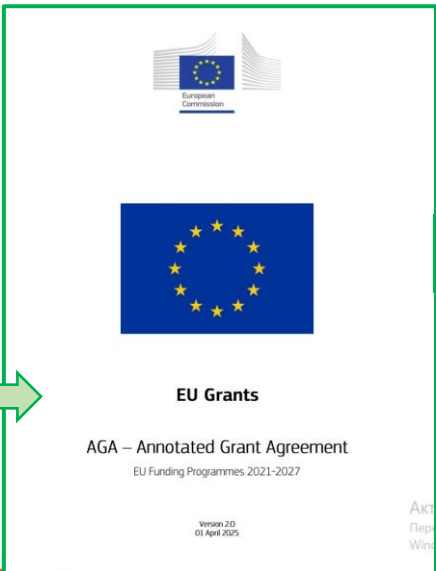 European
Commission
EU Grants
AGA – Annotated Grant Agreement
EU Funding Programmes 2021-2027
Version 2.0
01 April 2025